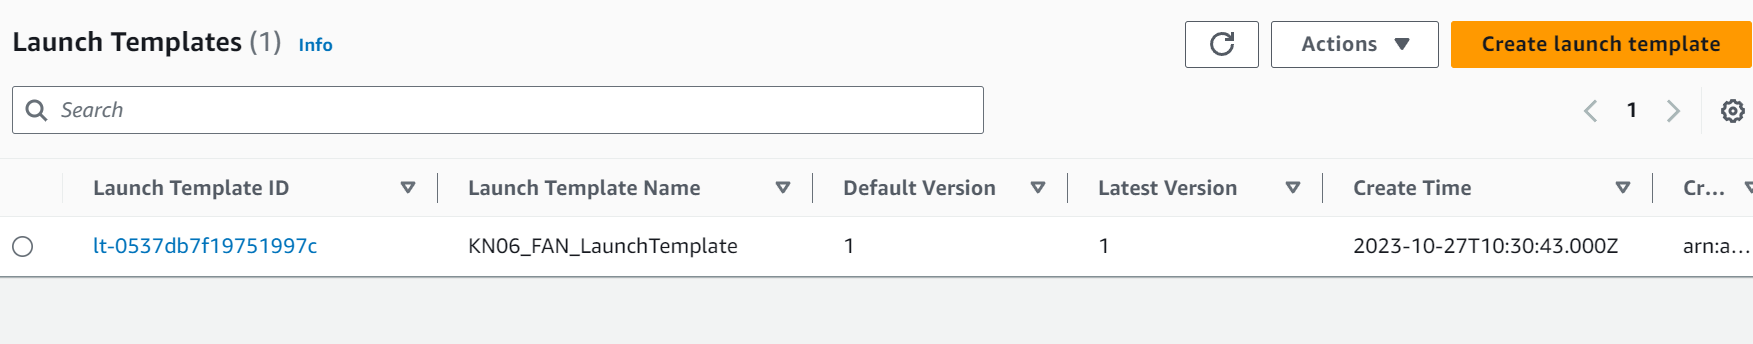 Launch Templates (1) Info
Actions
Create launch template
Search
1
Launch Template ID Launch Template Name Default Version Latest Version Create Time Cr...
lt-0537db7f19751997c KN06_FAN_LaunchTemplate 1 1 2023-10-27T10:30:43.000Z arn:a...